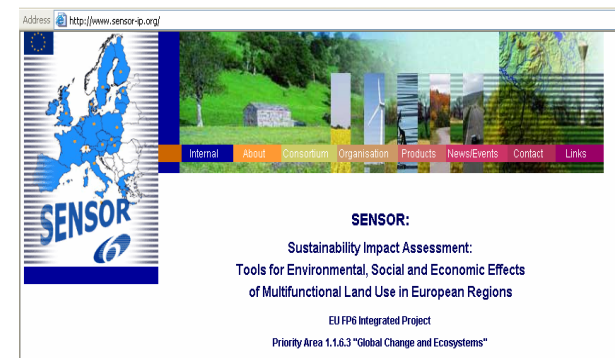 Address http://www.sensor-ip.org/
Internal About Consortium Organisation Products News/Events Contact Links
SENSOR
6
SENSOR:
Sustainability Impact Assessment:
Tools for Environmental, Social and Economic Effects
of Multifunctional Land Use in European Regions
EU FP6 Integrated Project
Priority Area 1.1.6.3 "Global Change and Ecosystems"